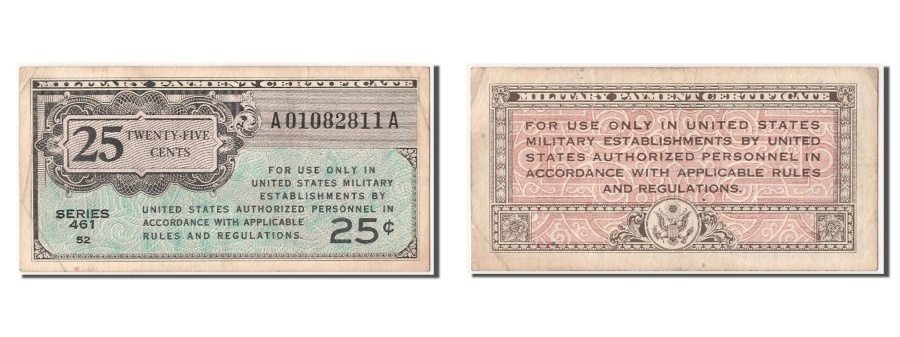 MILITARY PAYMENT CERTIFICATE
A01082811A
25 TWENTY-FIVE
CENTS
FOR USE ONLY IN
UNITED STATES MILITARY
ESTABLISHMENTS BY
UNITED STATES AUTHORIZED PERSONNEL IN
ACCORDANCE WITH APPLICABLE
RULES AND REGULATIONS.
SERIES
461
52
25¢
MILITARY PAYMENT CERTIFICATE
FOR USE ONLY IN UNITED STATES
MILITARY ESTABLISHMENTS BY UNITED
STATES AUTHORIZED PERSONNEL IN
ACCORDANCE WITH APPLICABLE RULES
AND REGULATIONS.